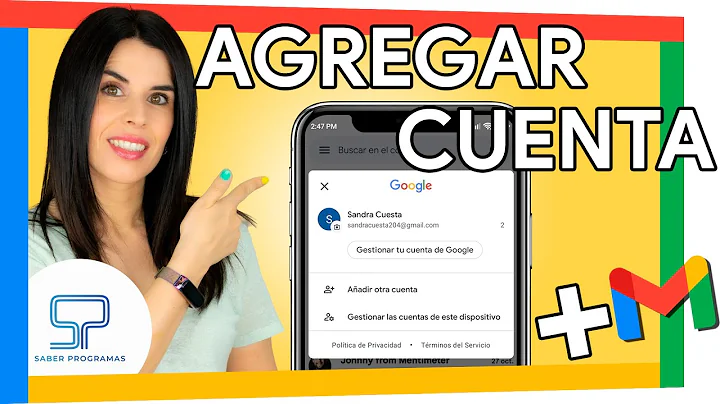 AGREGAR
CUENTA
2:47 PM
Buscar en el co
Google
S
Sandra Cuesta
sandracuesta204@gmail.com
2
Gestionar tu cuenta de Google
Añadir otra cuenta
Gestionar las cuentas de este dispositivo
Política de Privacidad • Términos del Servicio
Johnny from Mentimeter
27 oct.
SP
SABER PROGRAMAS
+M